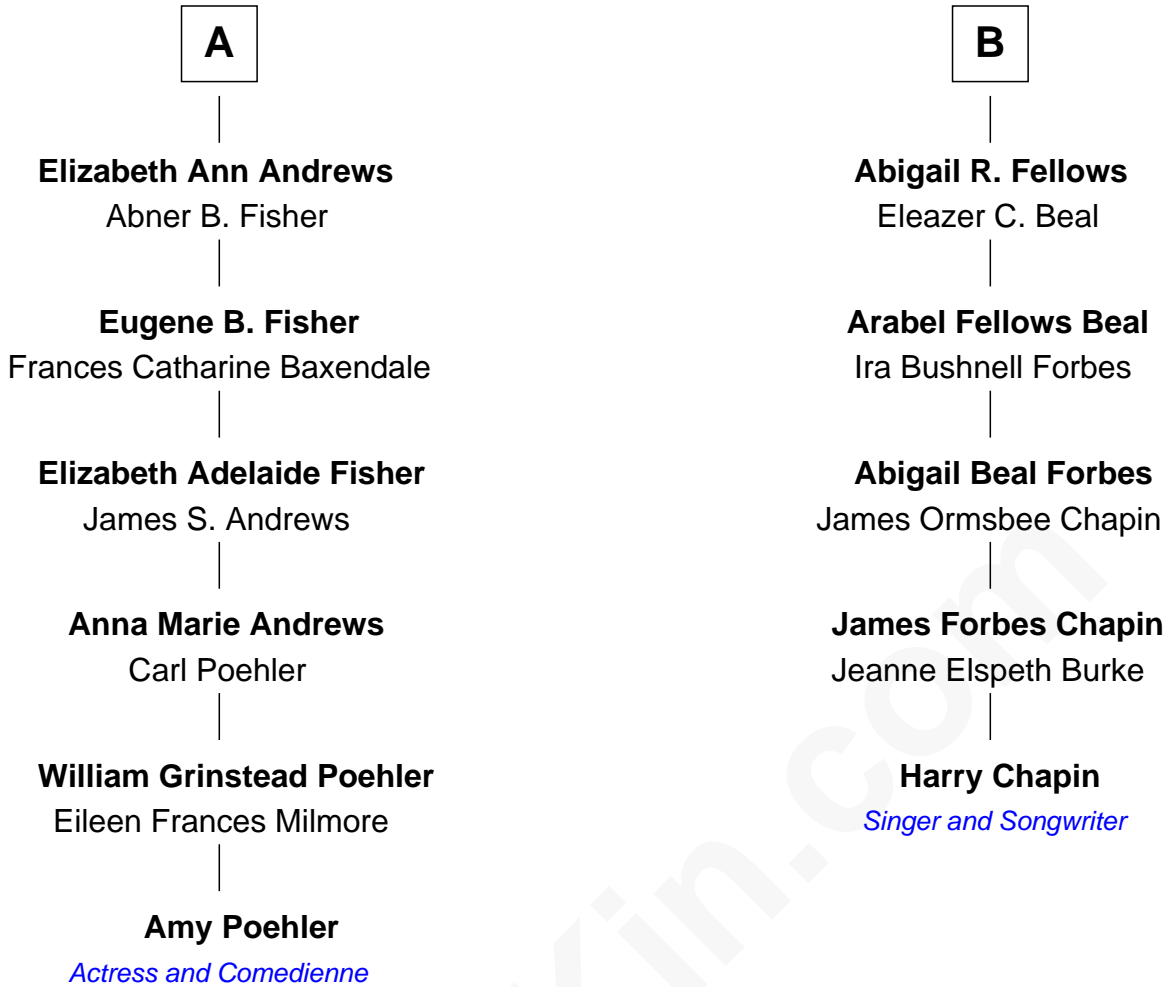 A
Elizabeth Ann Andrews
Abner B. Fisher
Eugene B. Fisher
Frances Catharine Baxendale
Elizabeth Adelaide Fisher
James S. Andrews
Anna Marie Andrews
Carl Poehler
William Grinstead Poehler
Eileen Frances Milmore
Amy Poehler
Actress and Comedienne
B
Abigail R. Fellows
Eleazer C. Beal
Arabel Fellows Beal
Ira Bushnell Forbes
Abigail Beal Forbes
James Ormsbee Chapin
James Forbes Chapin
Jeanne Elspeth Burke
Harry Chapin
Singer and Songwriter
Kin.com